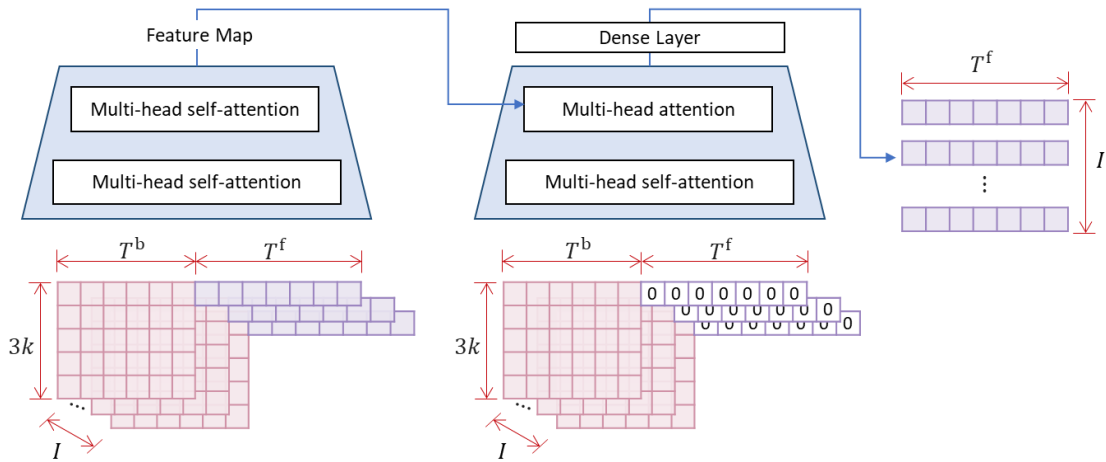 Feature Map
Multi-head self-attention
Multi-head self-attention
Dense Layer
Multi-head attention
Multi-head self-attention
T^f
I
⋮
T^b T^f
3k
...
I
T^b T^f
0 0 0 0 0 0 0
0 0 0 0 0 0 0
0 0 0 0 0 0 0
3k
...
I